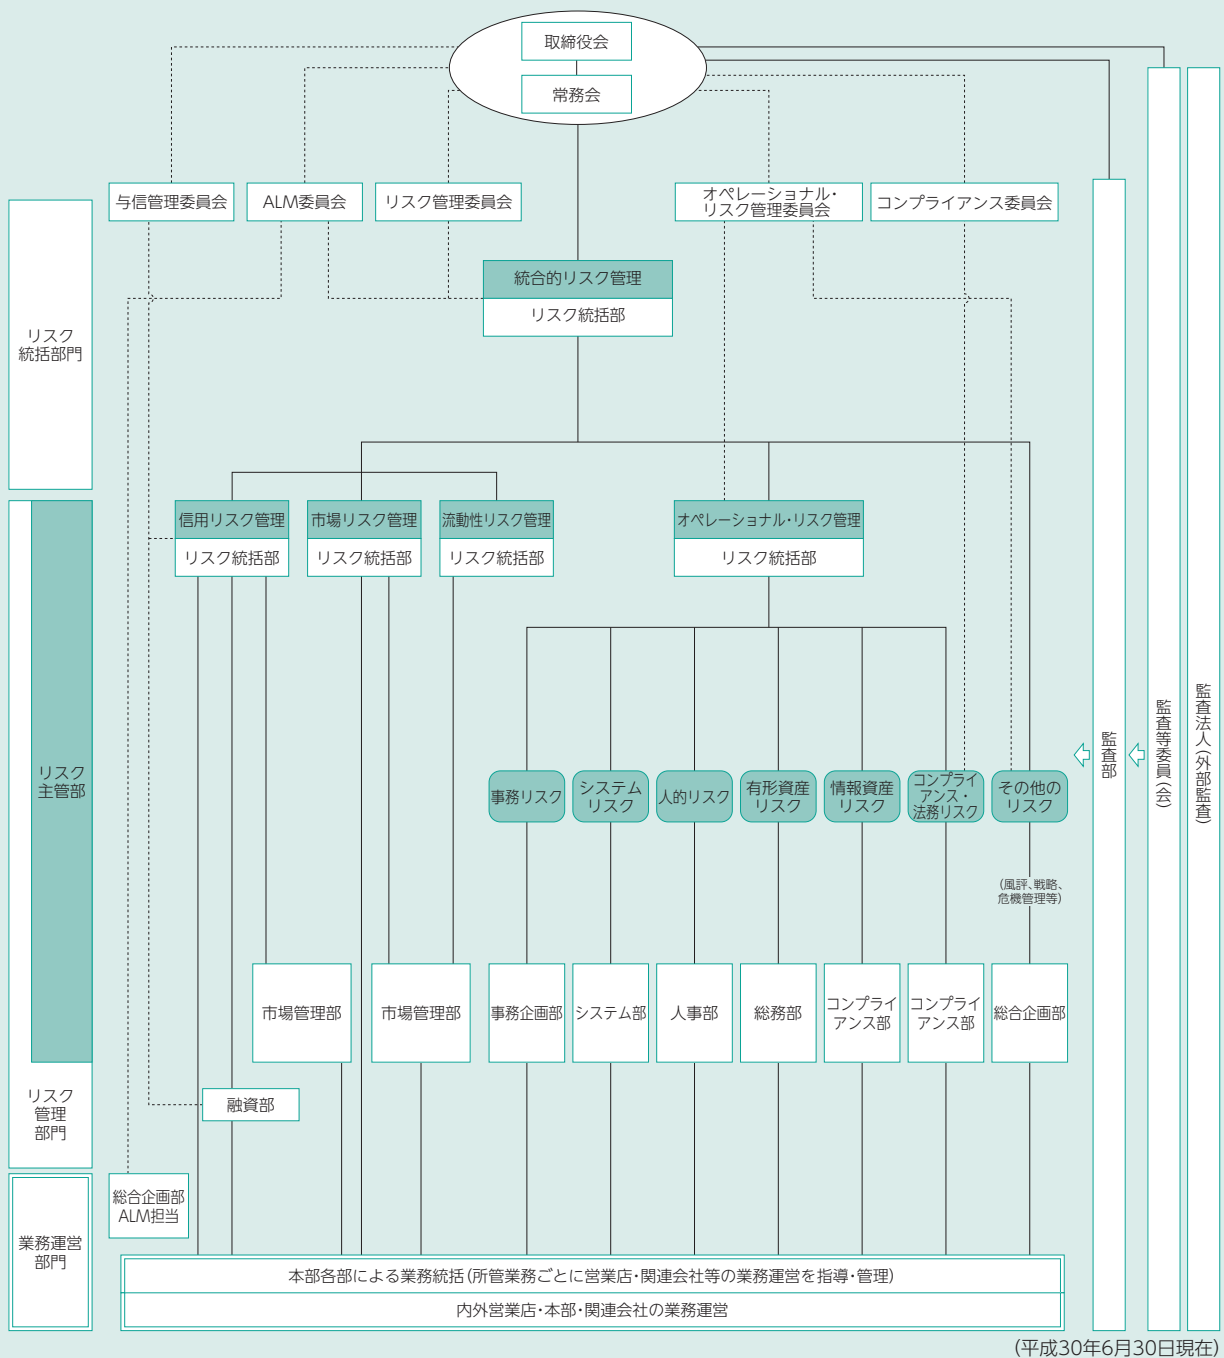 取締役会
常務会
与信管理委員会
ALM委員会
リスク管理委員会
オペレーショナル・
リスク管理委員会
コンプライアンス委員会
統合的リスク管理
リスク統括部
リスク
統括部門
信用リスク管理
リスク統括部
市場リスク管理
リスク統括部
流動性リスク管理
リスク統括部
オペレーショナル・リスク管理
リスク統括部
リスク
主管部
事務リスク
システム
リスク
人的リスク
有形資産
リスク
情報資産
リスク
コンプライ
アンス・
法務リスク
その他の
リスク
(風評、戦略、
危機管理等)
監査部
監査等委員(会)
監査法人(外部監査)
市場管理部
市場管理部
事務企画部
システム部
人事部
総務部
コンプライ
アンス部
コンプライ
アンス部
総合企画部
リスク
管理
部門
融資部
総合企画部
ALM担当
業務運営
部門
本部各部による業務統括(所管業務ごとに営業店・関連会社等の業務運営を指導・管理)
内外営業店・本部・関連会社の業務運営
(平成30年6月30日現在)